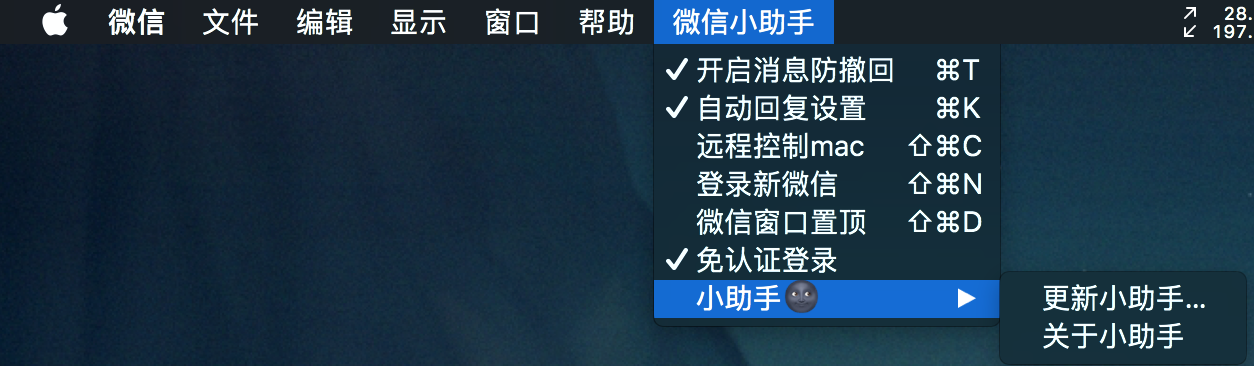 微信 文件 编辑 显示 窗口 帮助 微信小助手 28.
197.
✓ 开启消息防撤回 ⌘T
✓ 自动回复设置 ⌘K
远程控制mac ⇧⌘C
登录新微信 ⇧⌘N
微信窗口置顶 ⇧⌘D
✓ 免认证登录
小助手🌚 ▶
更新小助手...
关于小助手